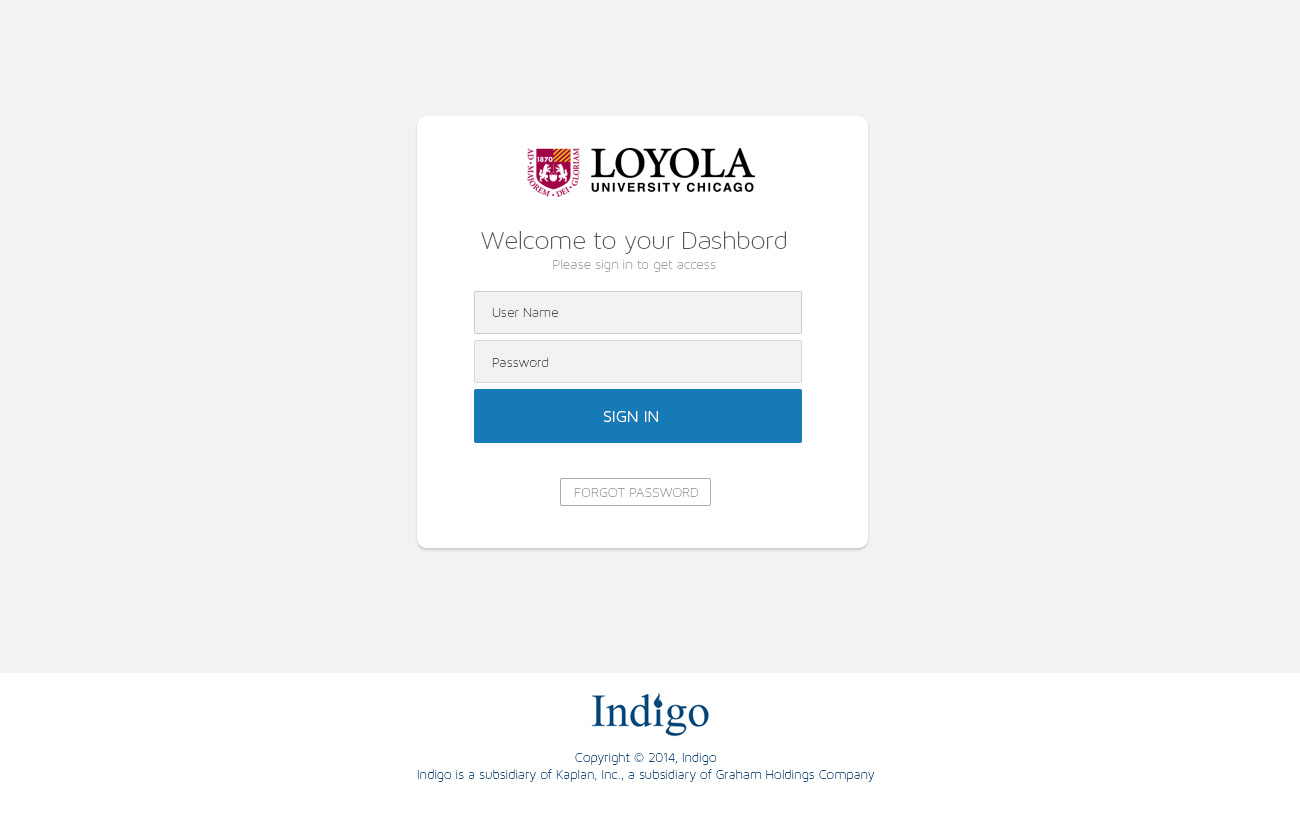 AD · MAJOREM · DEI · GLORIAM
1870
LOYOLA
UNIVERSITY CHICAGO
Welcome to your Dashbord
Please sign in to get access
User Name
Password
SIGN IN
FORGOT PASSWORD
Indigo
Copyright © 2014, Indigo
Indigo is a subsidiary of Kaplan, Inc., a subsidiary of Graham Holdings Company